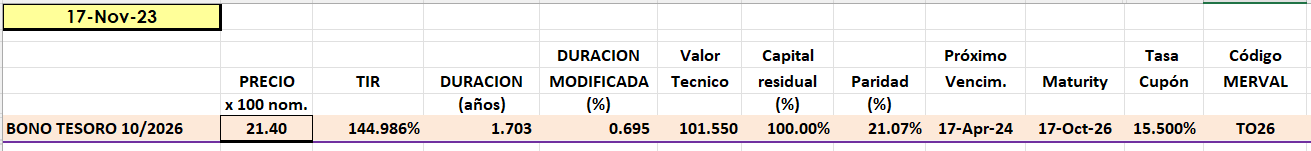 17-Nov-23
DURACION Valor Capital Próximo Tasa Código
PRECIO TIR DURACION MODIFICADA Tecnico residual Paridad Vencim. Maturity Cupón MERVAL
x 100 nom. (años) (%) (%) (%)
BONO TESORO 10/2026 21.40 144.986% 1.703 0.695 101.550 100.00% 21.07% 17-Apr-24 17-Oct-26 15.500% TO26